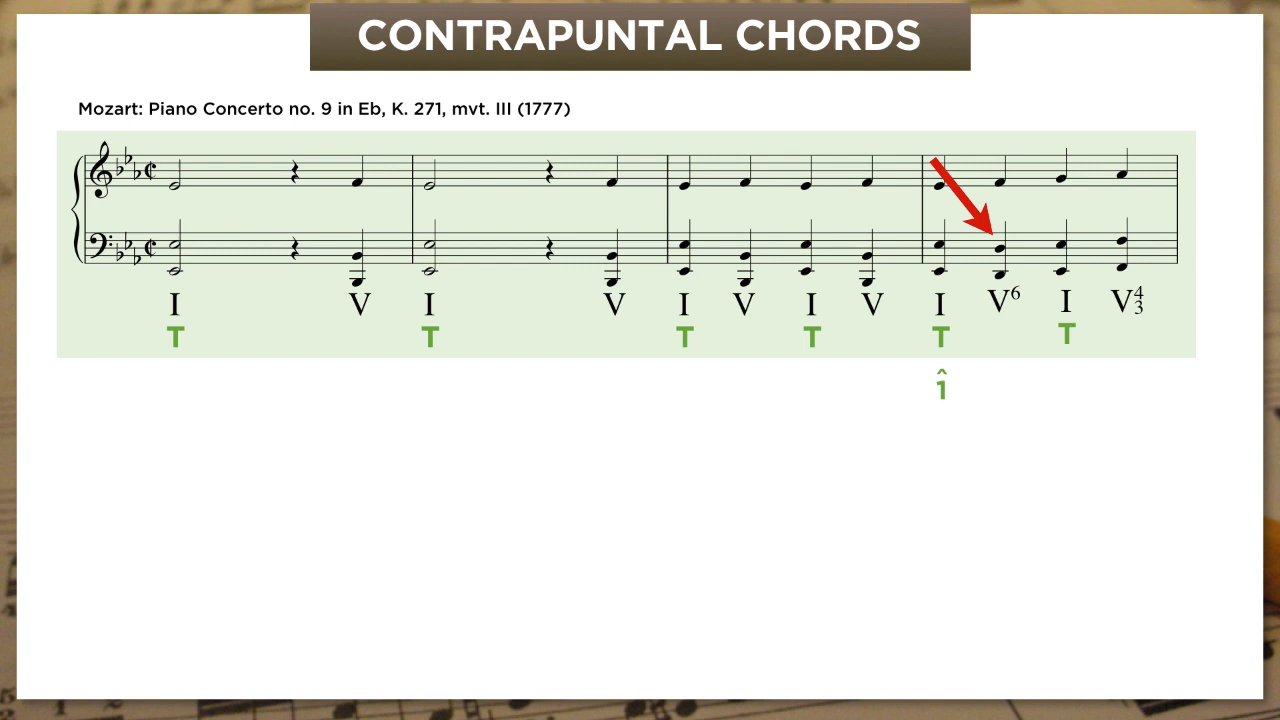 CONTRAPUNTAL CHORDS
Mozart: Piano Concerto no. 9 in Eb, K. 271, mvt. III (1777)
I V I V I V I V I V⁶ I V⁴₃
T T T T T T
^
1